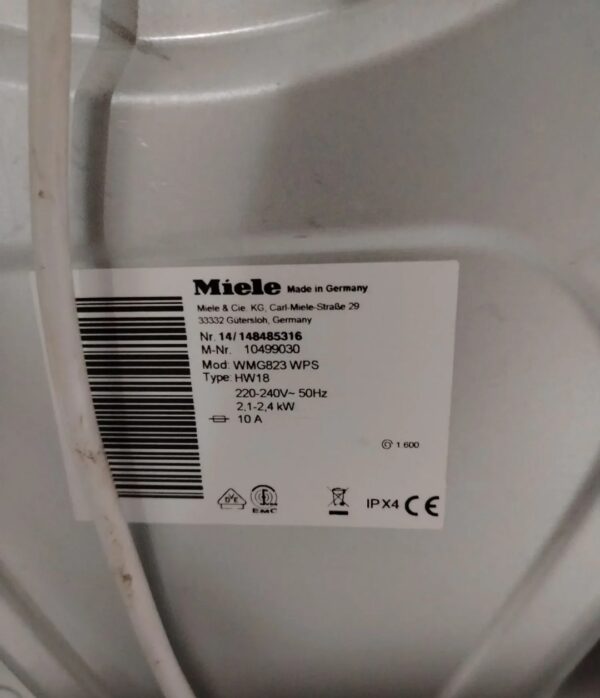 Miele Made in Germany
Miele & Cie. KG, Carl-Miele-Straße 29
33332 Gütersloh, Germany
Nr. 14/148485316
M-Nr. 10499030
Mod: WMG823 WPS
Type: HW18
220-240V~ 50Hz
2,1-2,4 kW
10 A
1 600
DVE
EMC
IPX4 CE